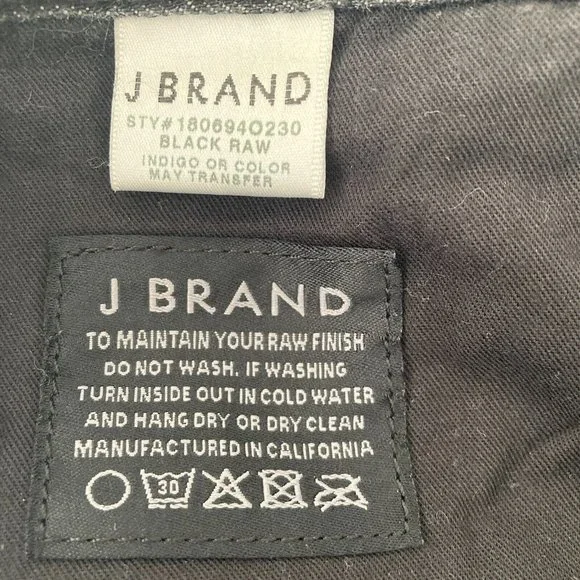 J BRAND
STY#180694O230
BLACK RAW
INDIGO OR COLOR
MAY TRANSFER
J BRAND
TO MAINTAIN YOUR RAW FINISH
DO NOT WASH. IF WASHING
TURN INSIDE OUT IN COLD WATER
AND HANG DRY OR DRY CLEAN
MANUFACTURED IN CALIFORNIA
30